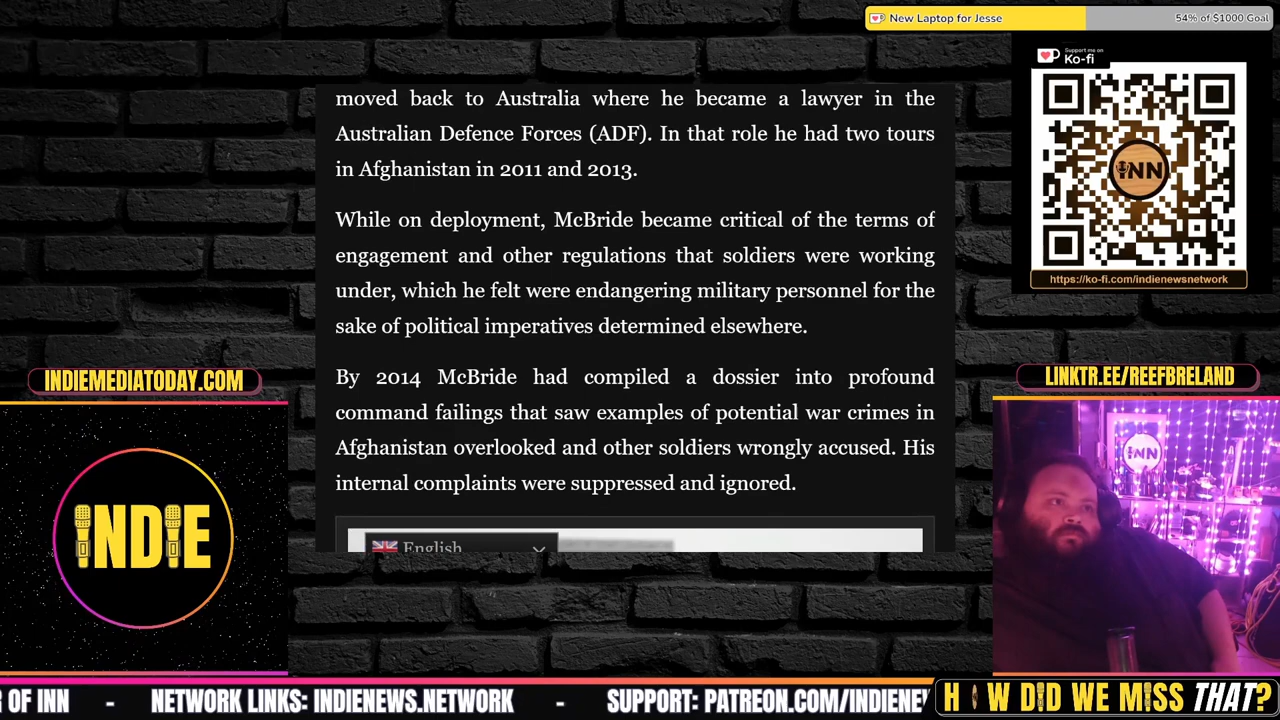 New Laptop for Jesse
54% of $1000 Goal
Support me on
Ko-fi
iNN
https://ko-fi.com/indienewsnetwork
moved back to Australia where he became a lawyer in the
Australian Defence Forces (ADF). In that role he had two tours
in Afghanistan in 2011 and 2013.
While on deployment, McBride became critical of the terms of
engagement and other regulations that soldiers were working
unter, which he felt were endangering military personnel for the
sake of political imperatives determined elsewhere.
By 2014 McBride had compiled a dossier into profound
command failings that saw examples of potential war crimes in
Afghanistan overlooked and other soldiers wrongly accused. His
internal complaints were suppressed and ignored.
English
INDIEMEDIATODAY.COM
INDIE
LINKTR.EE/REEFBRELAND
iNN
R OF INN - NETWORK LINKS: INDIENEWS.NETWORK - SUPPORT: PATREON.COM/INDIENEW
HOW DID WE MISS THAT?